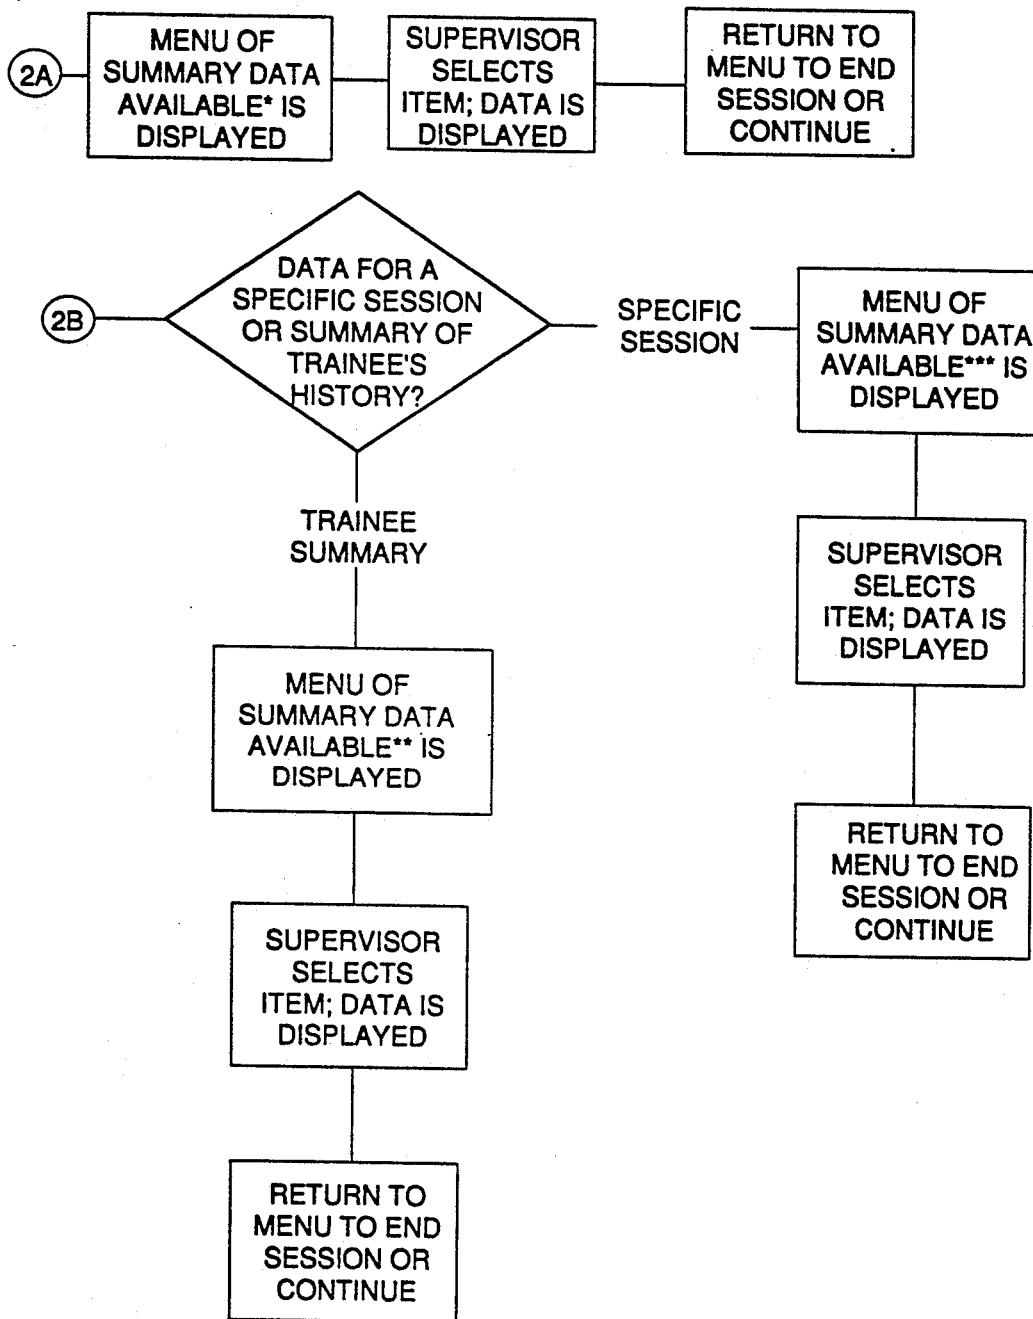 2A
MENU OF
SUMMARY DATA
AVAILABLE* IS
DISPLAYED
SUPERVISOR
SELECTS
ITEM; DATA IS
DISPLAYED
RETURN TO
MENU TO END
SESSION OR
CONTINUE
2B
DATA FOR A
SPECIFIC SESSION
OR SUMMARY OF
TRAINEE'S
HISTORY?
SPECIFIC
SESSION
MENU OF
SUMMARY DATA
AVAILABLE*** IS
DISPLAYED
SUPERVISOR
SELECTS
ITEM; DATA IS
DISPLAYED
RETURN TO
MENU TO END
SESSION OR
CONTINUE
TRAINEE
SUMMARY
MENU OF
SUMMARY DATA
AVAILABLE** IS
DISPLAYED
SUPERVISOR
SELECTS
ITEM; DATA IS
DISPLAYED
RETURN TO
MENU TO END
SESSION OR
CONTINUE